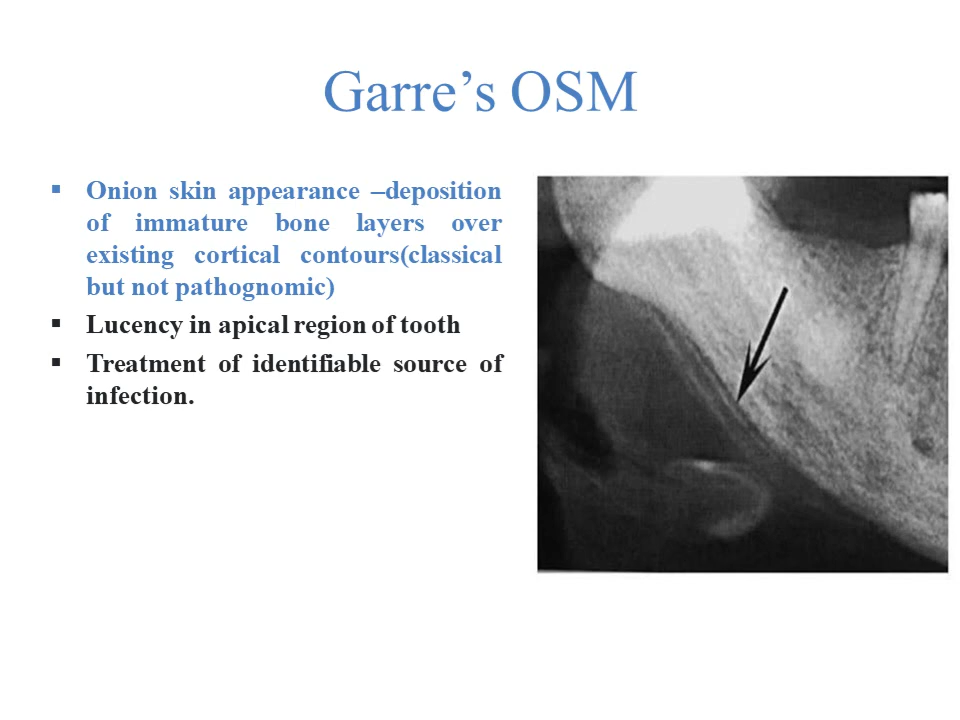 Garre’s OSM
▪ Onion skin appearance –deposition
of immature bone layers over
existing cortical contours(classical
but not pathognomic)
▪ Lucency in apical region of tooth
▪ Treatment of identifiable source of
infection.